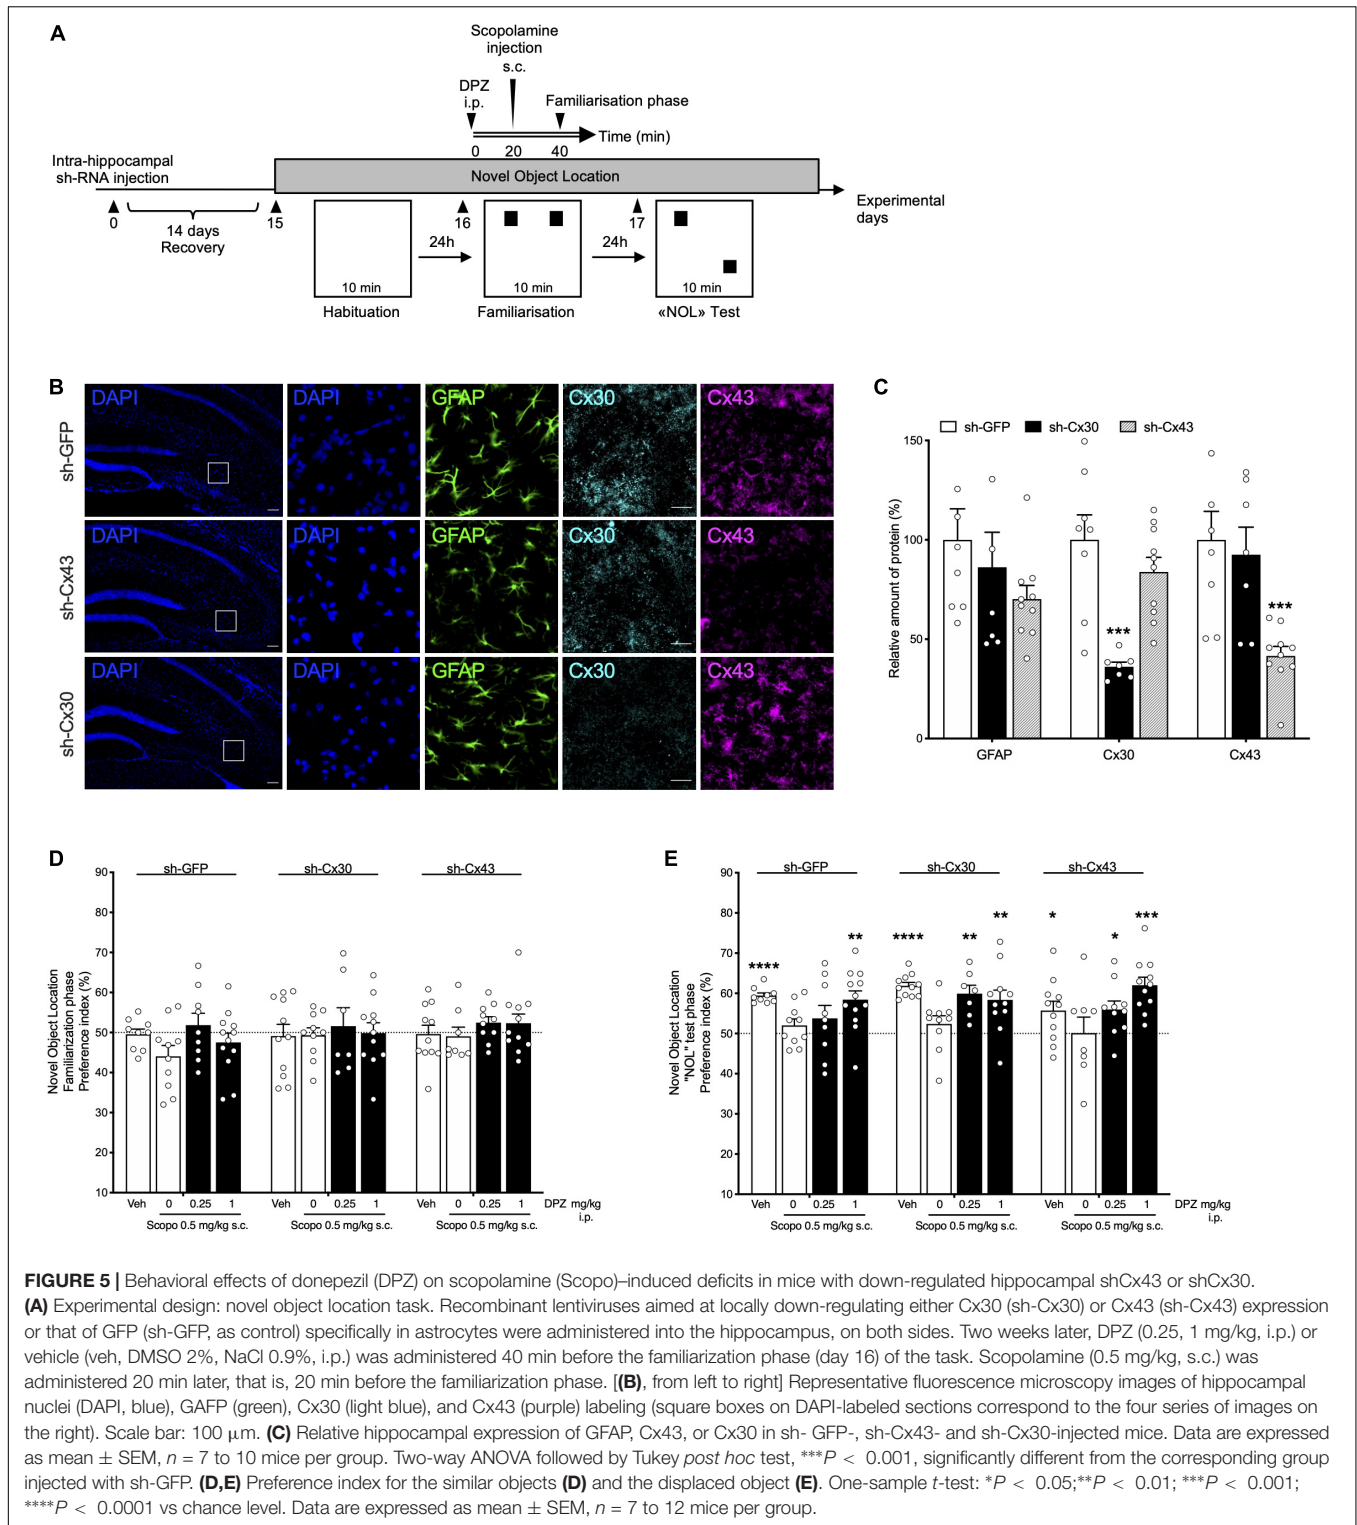 A
Scopolamine
injection
s.c.
DPZ
i.p.
Familiarisation phase
Time (min)
0 20 40
Intra-hippocampal
sh-RNA injection
Novel Object Location
Experimental
days
0
14 days
Recovery
15
16
17
24h
24h
10 min
10 min
10 min
Habituation
Familiarisation
«NOL» Test
B
DAPI DAPI GFAP Cx30 Cx43
sh-GFP
DAPI DAPI GFAP Cx30 Cx43
sh-Cx43
DAPI DAPI GFAP Cx30 Cx43
sh-Cx30
C
sh-GFP sh-Cx30 sh-Cx43
Relative amount of protein (%)
150
100
50
0
***
***
GFAP Cx30 Cx43
D
sh-GFP sh-Cx30 sh-Cx43
Novel Object Location
Familiarization phase
Preference index (%)
90
80
70
60
50
40
30
20
10
Veh 0 0.25 1 Veh 0 0.25 1 Veh 0 0.25 1 DPZ mg/kg
i.p.
Scopo 0.5 mg/kg s.c. Scopo 0.5 mg/kg s.c. Scopo 0.5 mg/kg s.c.
E
sh-GFP sh-Cx30 sh-Cx43
Novel Object Location
"NOL" test phase
Preference index (%)
90
80
70
60
50
40
30
20
10
**** ** **** ** ** * * ***
Veh 0 0.25 1 Veh 0 0.25 1 Veh 0 0.25 1 DPZ mg/kg
i.p.
Scopo 0.5 mg/kg s.c. Scopo 0.5 mg/kg s.c. Scopo 0.5 mg/kg s.c.
FIGURE 5 | Behavioral effects of donepezil (DPZ) on scopolamine (Scopo)–induced deficits in mice with down-regulated hippocampal shCx43 or shCx30.
(A) Experimental design: novel object location task. Recombinant lentiviruses aimed at locally down-regulating either Cx30 (sh-Cx30) or Cx43 (sh-Cx43) expression
or that of GFP (sh-GFP, as control) specifically in astrocytes were administered into the hippocampus, on both sides. Two weeks later, DPZ (0.25, 1 mg/kg, i.p.) or
vehicle (veh, DMSO 2%, NaCl 0.9%, i.p.) was administered 40 min before the familiarization phase (day 16) of the task. Scopolamine (0.5 mg/kg, s.c.) was
administered 20 min later, that is, 20 min before the familiarization phase. [(B), from left to right] Representative fluorescence microscopy images of hippocampal
nuclei (DAPI, blue), GAFP (green), Cx30 (light blue), and Cx43 (purple) labeling (square boxes on DAPI-labeled sections correspond to the four series of images on
the right). Scale bar: 100 μm. (C) Relative hippocampal expression of GFAP, Cx43, or Cx30 in sh- GFP-, sh-Cx43- and sh-Cx30-injected mice. Data are expressed
as mean ± SEM, n = 7 to 10 mice per group. Two-way ANOVA followed by Tukey post hoc test, ***P < 0.001, significantly different from the corresponding group
injected with sh-GFP. (D,E) Preference index for the similar objects (D) and the displaced object (E). One-sample t-test: *P < 0.05;**P < 0.01; ***P < 0.001;
****P < 0.0001 vs chance level. Data are expressed as mean ± SEM, n = 7 to 12 mice per group.